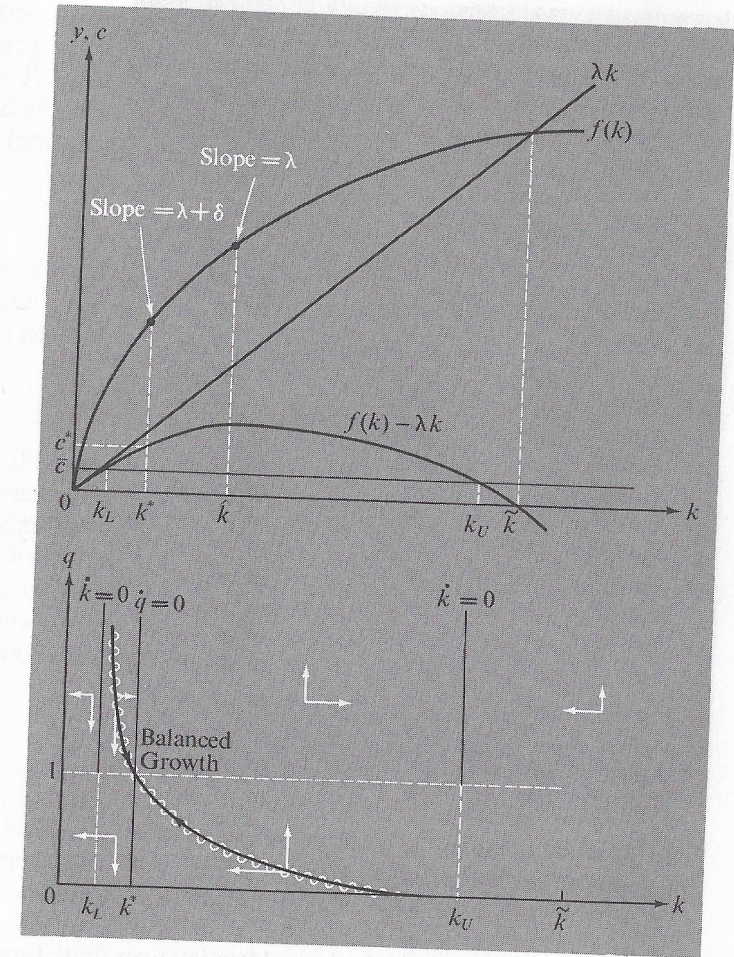 y, c
λk
f(k)
Slope = λ
Slope = λ+δ
f(k) − λk
c*
c̄
0 k_L k* k̂ k_U k̃ k
q
k̇=0 q̇=0 k̇ = 0
Balanced
Growth
1
0 k_L k* k_U k̃ k